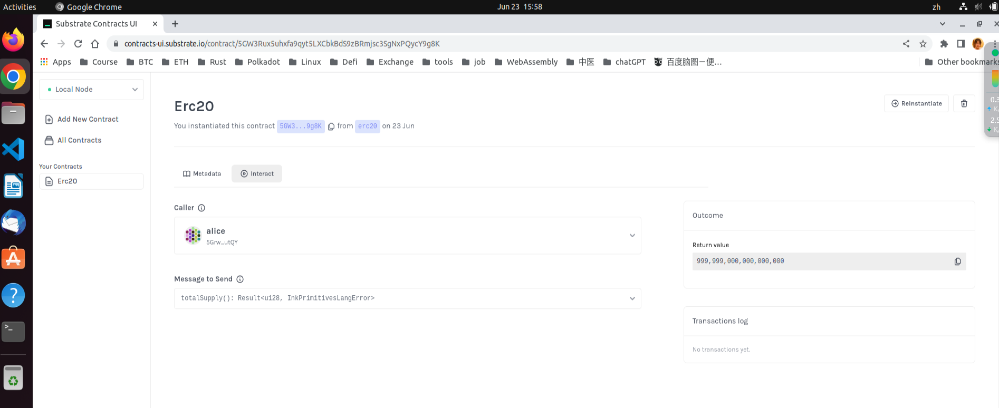 Activities Google Chrome Jun 23 15:58 zh
Substrate Contracts UI
contracts-ui.substrate.io/contract/5GW3Rux5uhxfa9qyt5LXCbkBdS9zBRmjsc3SgNxPQycY9g8K
Apps Course BTC ETH Rust Polkadot Linux Defi Exchange tools job WebAssembly 中医 chatGPT 百度脑图－便… Other bookmarks
Local Node
Add New Contract
All Contracts
Your Contracts
Erc20
Erc20
Reinstantiate
You instantiated this contract 5GW3...9g8K from erc20 on 23 Jun
Metadata Interact
Caller
alice
5Grw...utQY
Message to Send
totalSupply(): Result<u128, InkPrimitivesLangError>
Outcome
Return value
999,999,000,000,000,000
Transactions log
No transactions yet.
0.3
K/
2.5
K/